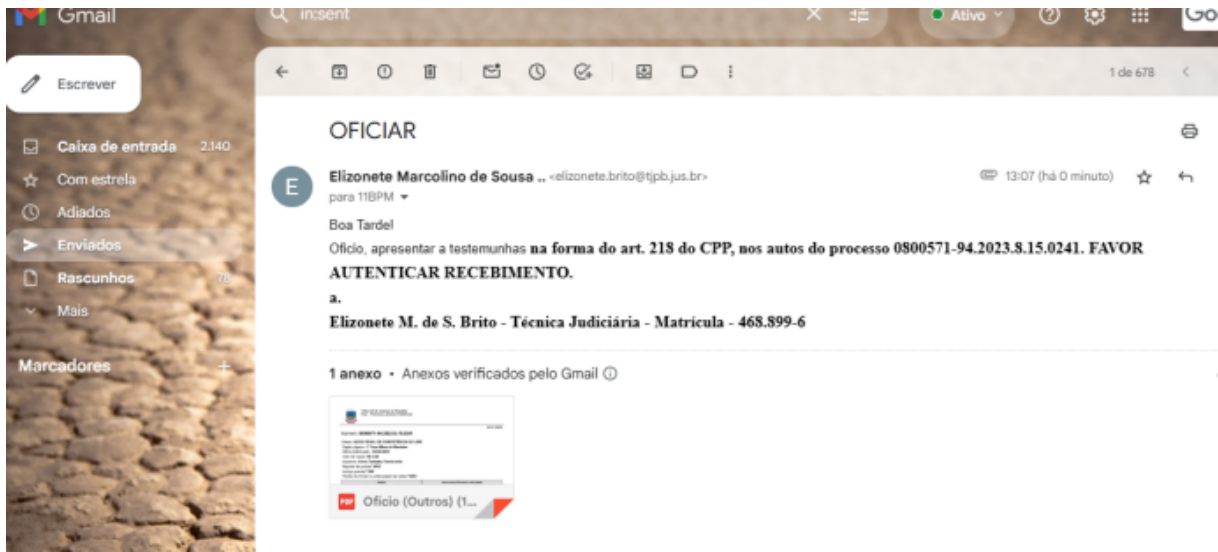 Gmail
in:sent
Ativo
Go
Escrever
1 de 678
Caixa de entrada 2.140
Com estrela
Adiados
Enviados
Rascunhos 78
Mais
Marcadores
OFICIAR
E
Elizonete Marcolino de Sousa .. <elizonete.brito@tjpb.jus.br>
13:07 (há 0 minuto)
para 11BPM
Boa Tarde!
Oficio, apresentar a testemunhas na forma do art. 218 do CPP, nos autos do processo 0800571-94.2023.8.15.0241. FAVOR
AUTENTICAR RECEBIMENTO.
a.
Elizonete M. de S. Brito - Técnica Judiciária - Matrícula - 468.899-6
1 anexo • Anexos verificados pelo Gmail
PDF Oficio (Outros) (1...